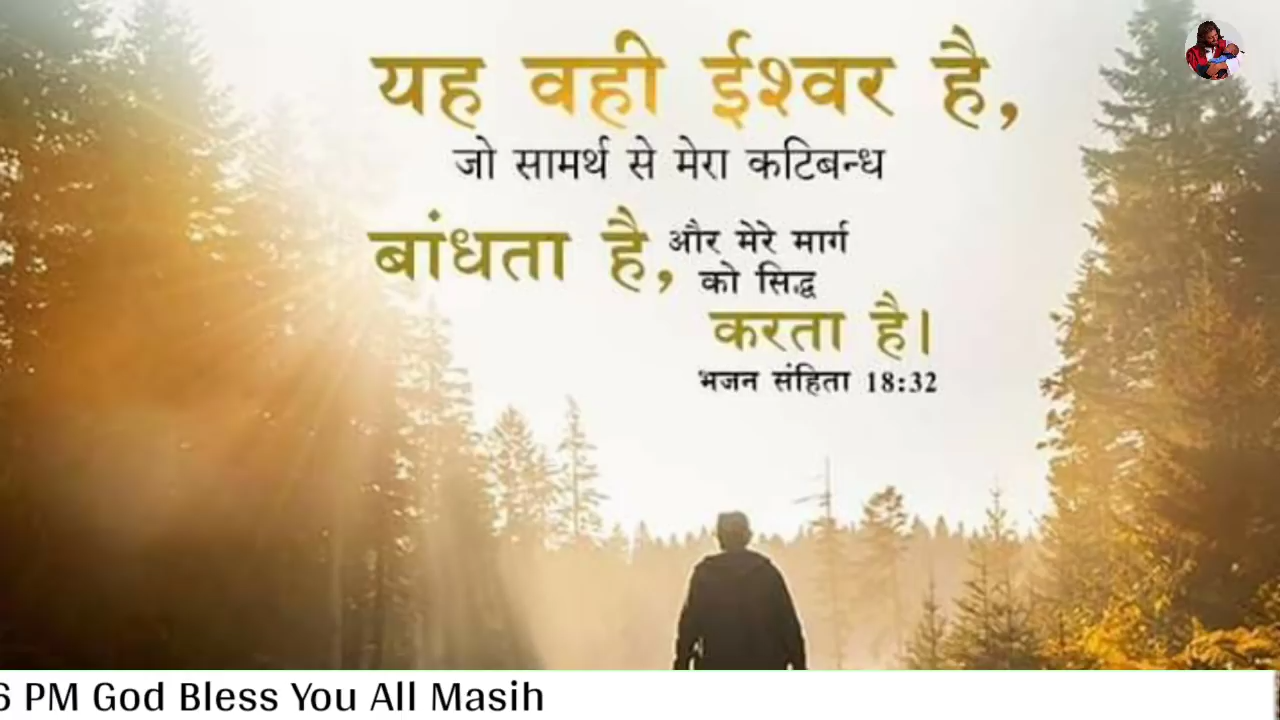 यह वही ईश्वर है,
जो सामर्थ से मेरा कटिबन्ध
बांधता है, और मेरे मार्ग
को सिद्ध
करता है।
भजन संहिता 18:32
6 PM God Bless You All Masih